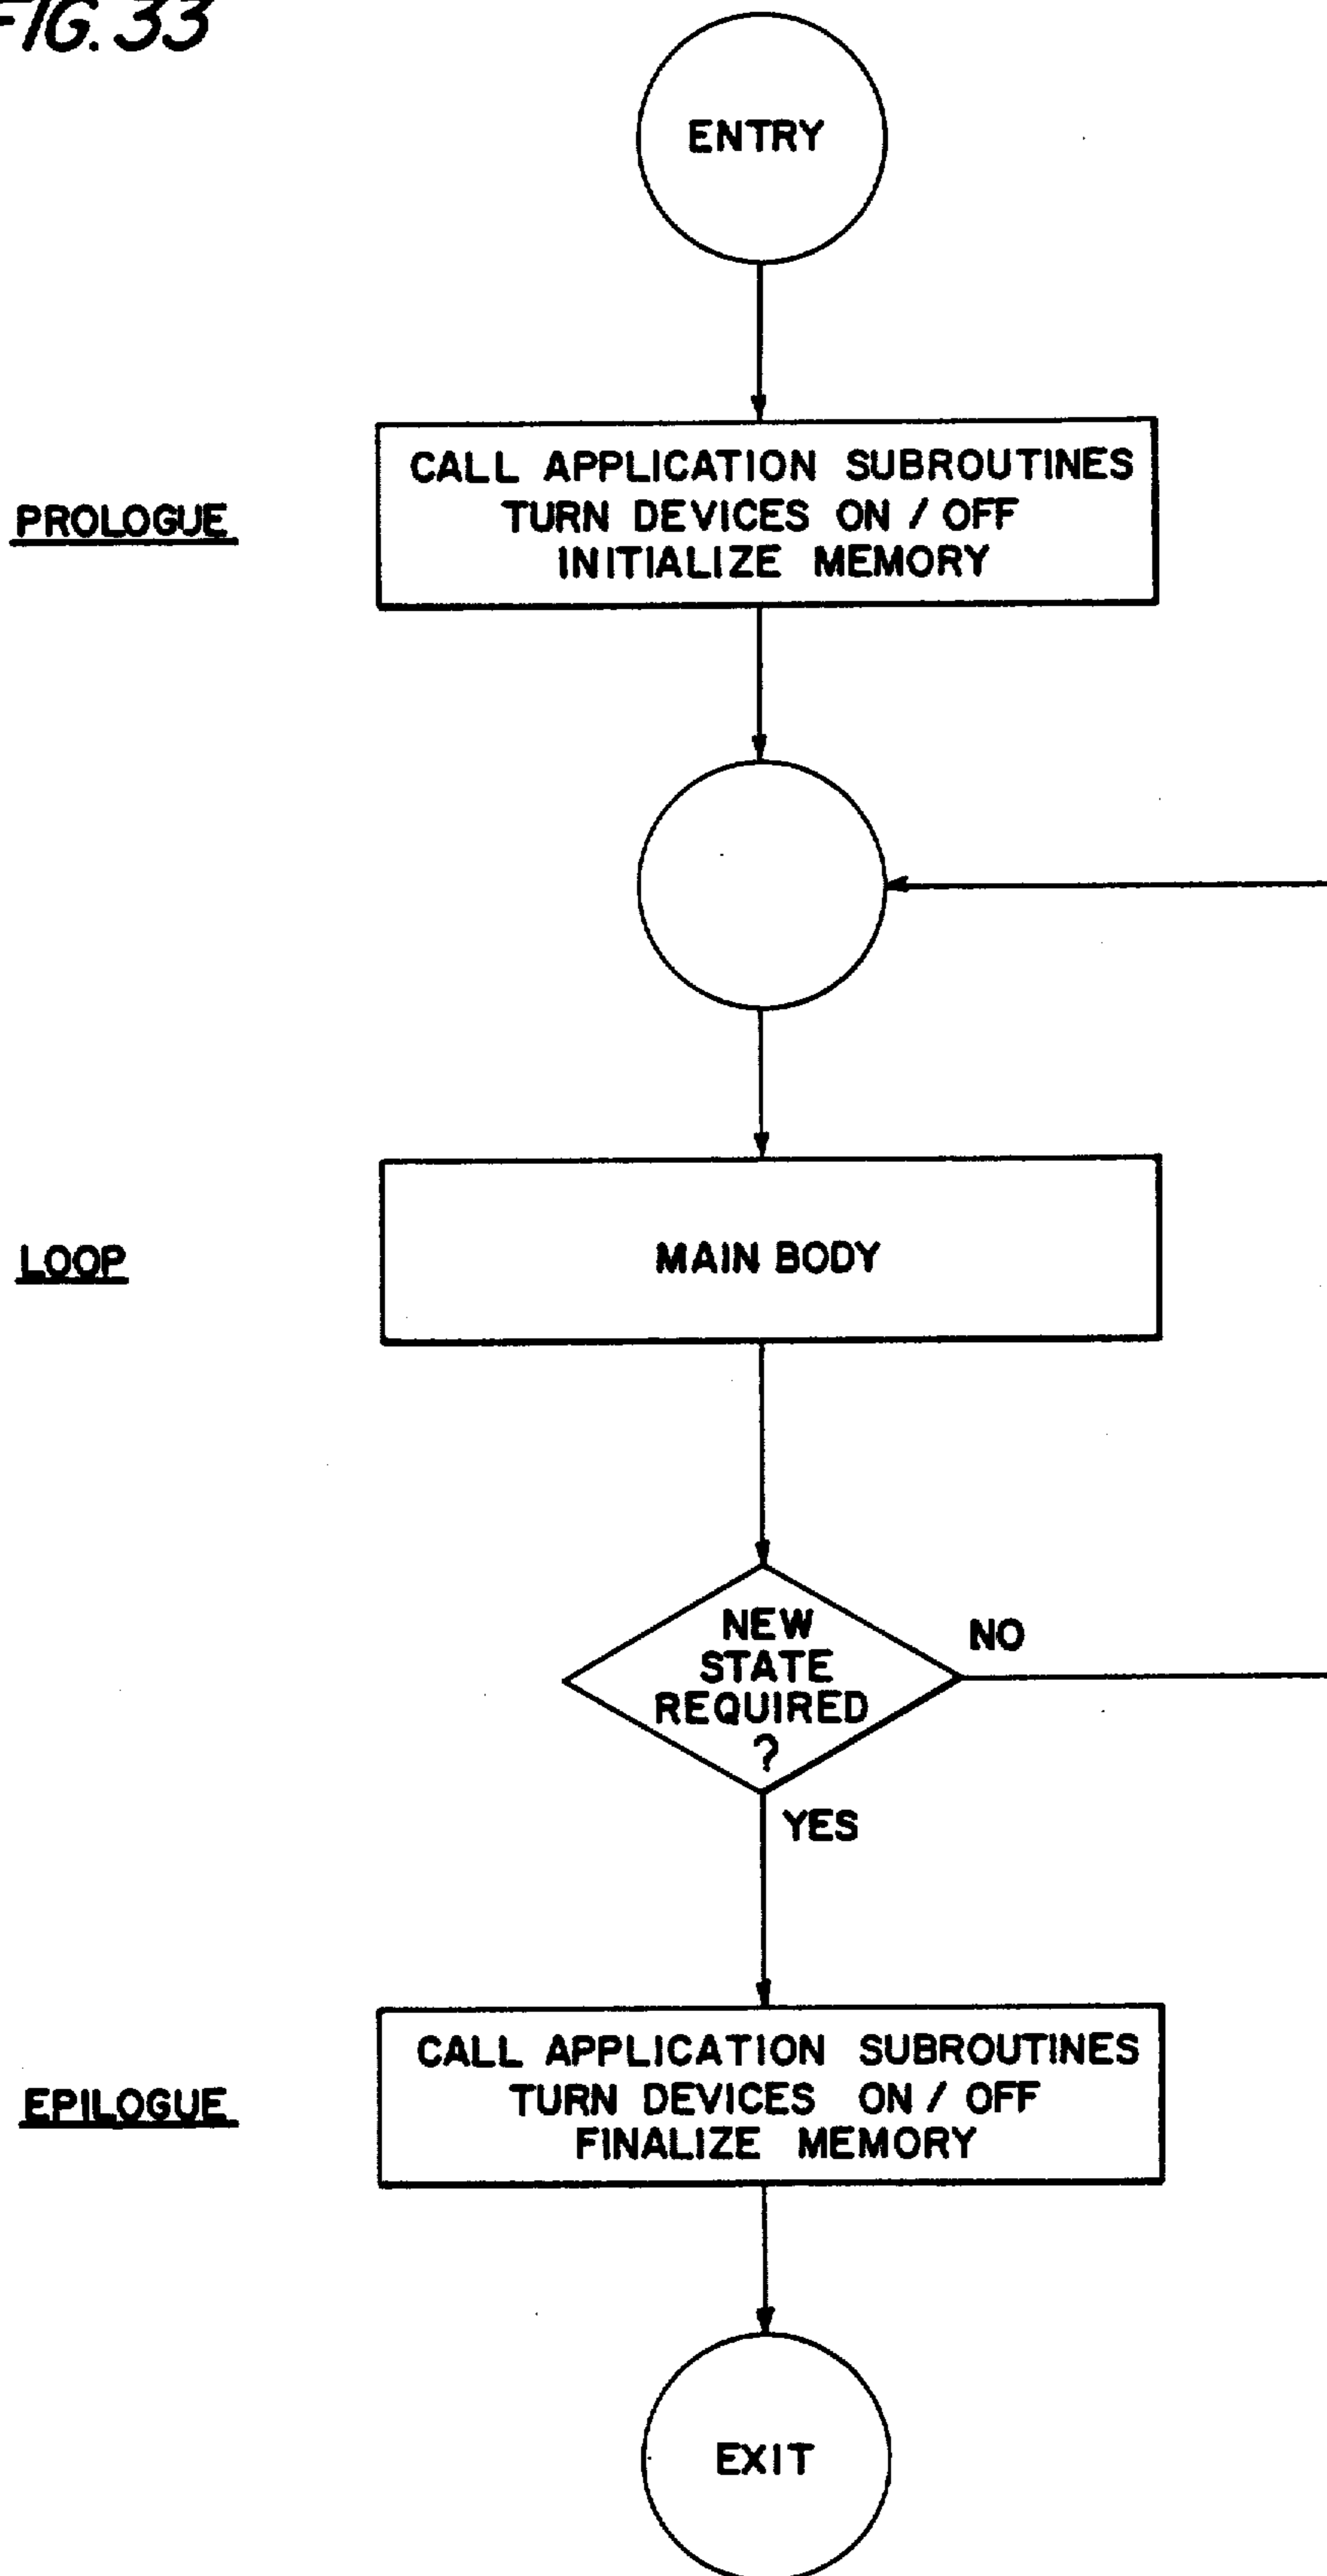 FIG. 33
ENTRY
PROLOGUE
CALL APPLICATION SUBROUTINES
TURN DEVICES ON / OFF
INITIALIZE MEMORY
LOOP
MAIN BODY
NEW
STATE
REQUIRED
?
NO
YES
EPILOGUE
CALL APPLICATION SUBROUTINES
TURN DEVICES ON / OFF
FINALIZE MEMORY
EXIT